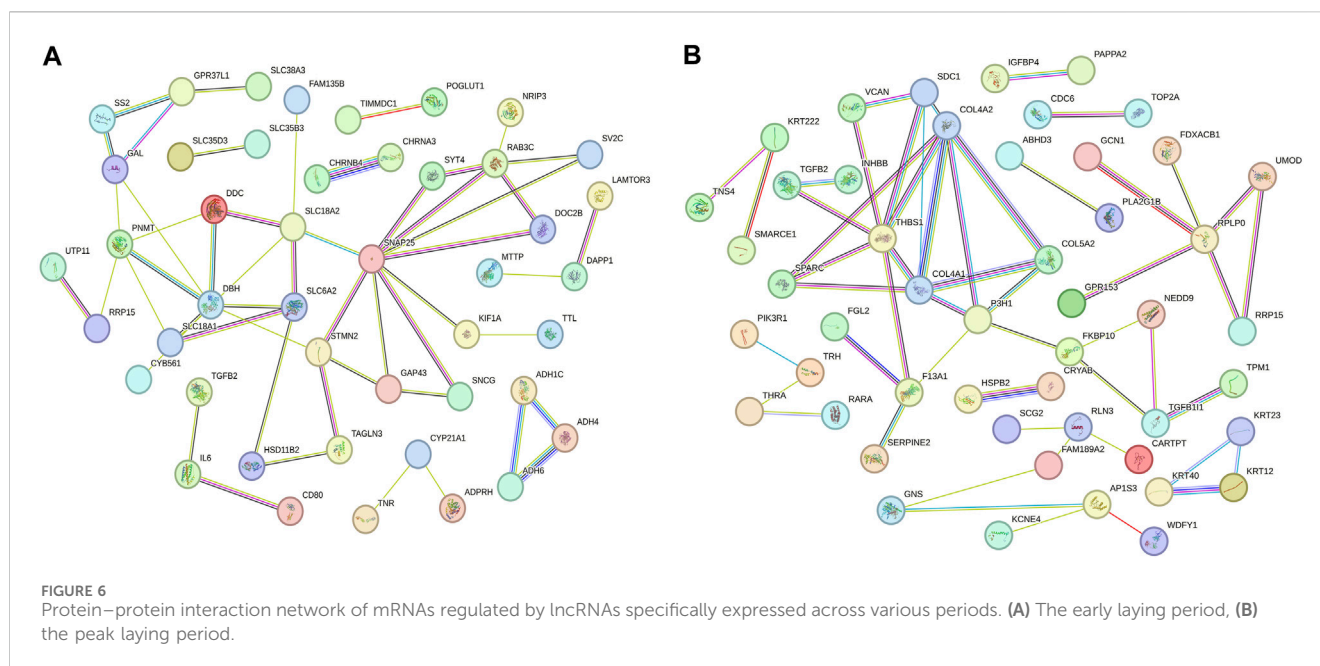 A
B
SLC38A3
GPR37L1
FAM135B
SS2
POGLUT1
TIMMDC1
NRIP3
SLC35B3
SLC35D3
GAL
CHRNA3
CHRNB4
SYT4
RAB3C
SV2C
LAMTOR3
DDC
SLC18A2
DOC2B
PNMT
SNAP25
UTP11
MTTP
DAPP1
DBH
SLC6A2
RRP15
SLC18A1
KIF1A
TTL
STMN2
CYB561
GAP43
SNCG
TGFB2
ADH1C
ADH4
HSD11B2
TAGLN3
CYP21A1
IL6
ADH6
CD80
TNR
ADPRH
SDC1
IGFBP4
PAPPA2
VCAN
COL4A2
CDC6
TOP2A
KRT222
ABHD3
GCN1
FDXACB1
UMOD
TGFB2
INHBB
TNS4
PLA2G1B
RPLP0
THBS1
SMARCE1
COL5A2
SPARC
COL4A1
GPR153
P3H1
NEDD9
RRP15
PIK3R1
FGL2
FKBP10
TRH
CRYAB
TPM1
F13A1
HSPB2
THRA
RARA
TGFB1I1
SCG2
RLN3
KRT23
SERPINE2
CARTPT
FAM189A2
KRT40
KRT12
GNS
AP1S3
KCNE4
WDFY1
FIGURE 6
Protein–protein interaction network of mRNAs regulated by lncRNAs specifically expressed across various periods. (A) The early laying period, (B)
the peak laying period.